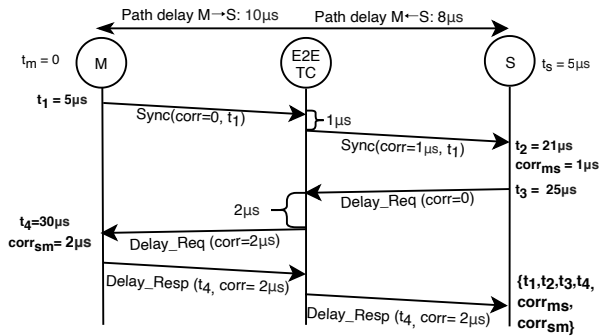 Path delay M→S: 10µs
Path delay M←S: 8µs
t_m = 0
M
E2E
TC
S
t_s = 5µs
t_1 = 5µs
Sync(corr=0, t_1)
1µs
Sync(corr=1µs, t_1)
t_2 = 21µs
corr_ms = 1µs
t_3 = 25µs
2µs
Delay_Req (corr=0)
t_4=30µs
corr_sm= 2µs
Delay_Req (corr=2µs)
Delay_Resp (t_4, corr= 2µs)
Delay_Resp (t_4, corr= 2µs)
{t_1,t_2,t_3,t_4,
corr_ms,
corr_sm}